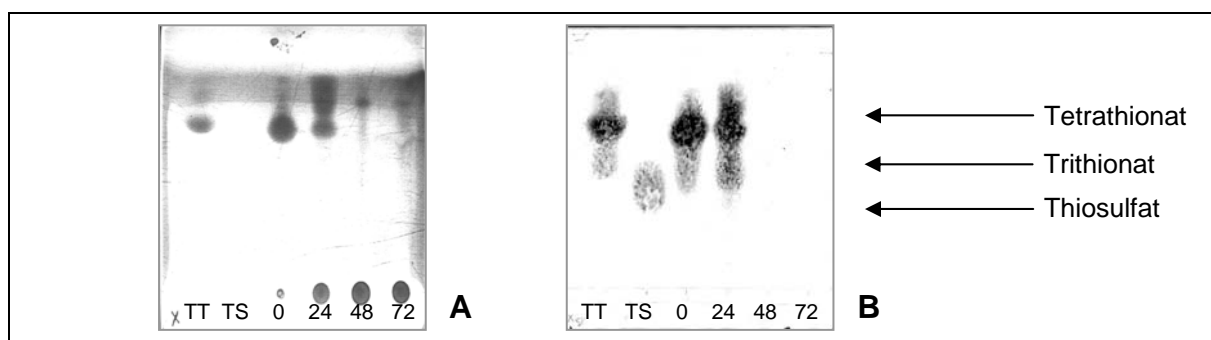 Tetrathionat
Trithionat
Thiosulfat
TT TS 0 24 48 72 A
TT TS 0 24 48 72 B